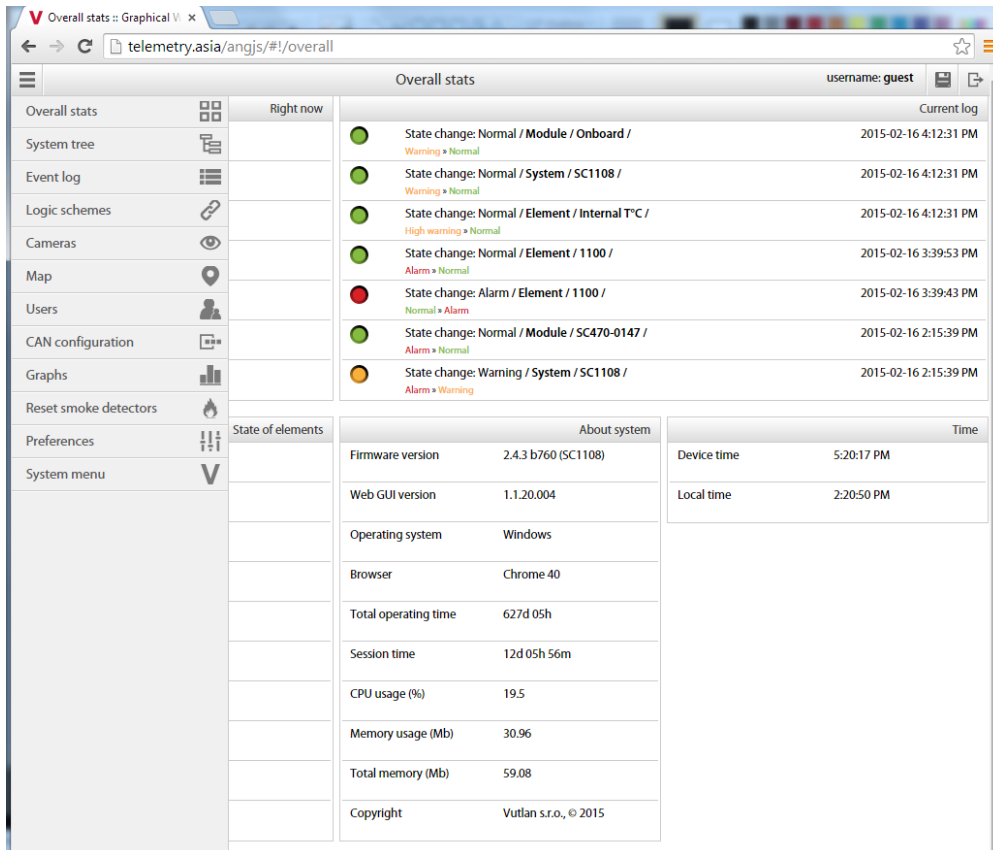 V Overall stats :: Graphical W
telemetry.asia/angjs/#!/overall
Overall stats
username: guest
Overall stats
System tree
Event log
Logic schemes
Cameras
Map
Users
CAN configuration
Graphs
Reset smoke detectors
Preferences
System menu
V
Right now
Current log
State change: Normal / Module / Onboard /
2015-02-16 4:12:31 PM
Warning » Normal
State change: Normal / System / SC1108 /
2015-02-16 4:12:31 PM
Warning » Normal
State change: Normal / Element / Internal T°C /
2015-02-16 4:12:31 PM
High warning » Normal
State change: Normal / Element / 1100 /
2015-02-16 3:39:53 PM
Alarm » Normal
State change: Alarm / Element / 1100 /
2015-02-16 3:39:43 PM
Normal » Alarm
State change: Normal / Module / SC470-0147 /
2015-02-16 2:15:39 PM
Alarm » Normal
State change: Warning / System / SC1108 /
2015-02-16 2:15:39 PM
Alarm » Warning
State of elements
About system
Firmware version 2.4.3 b760 (SC1108)
Web GUI version 1.1.20.004
Operating system Windows
Browser Chrome 40
Total operating time 627d 05h
Session time 12d 05h 56m
CPU usage (%) 19.5
Memory usage (Mb) 30.96
Total memory (Mb) 59.08
Copyright Vutlan s.r.o., © 2015
Time
Device time 5:20:17 PM
Local time 2:20:50 PM